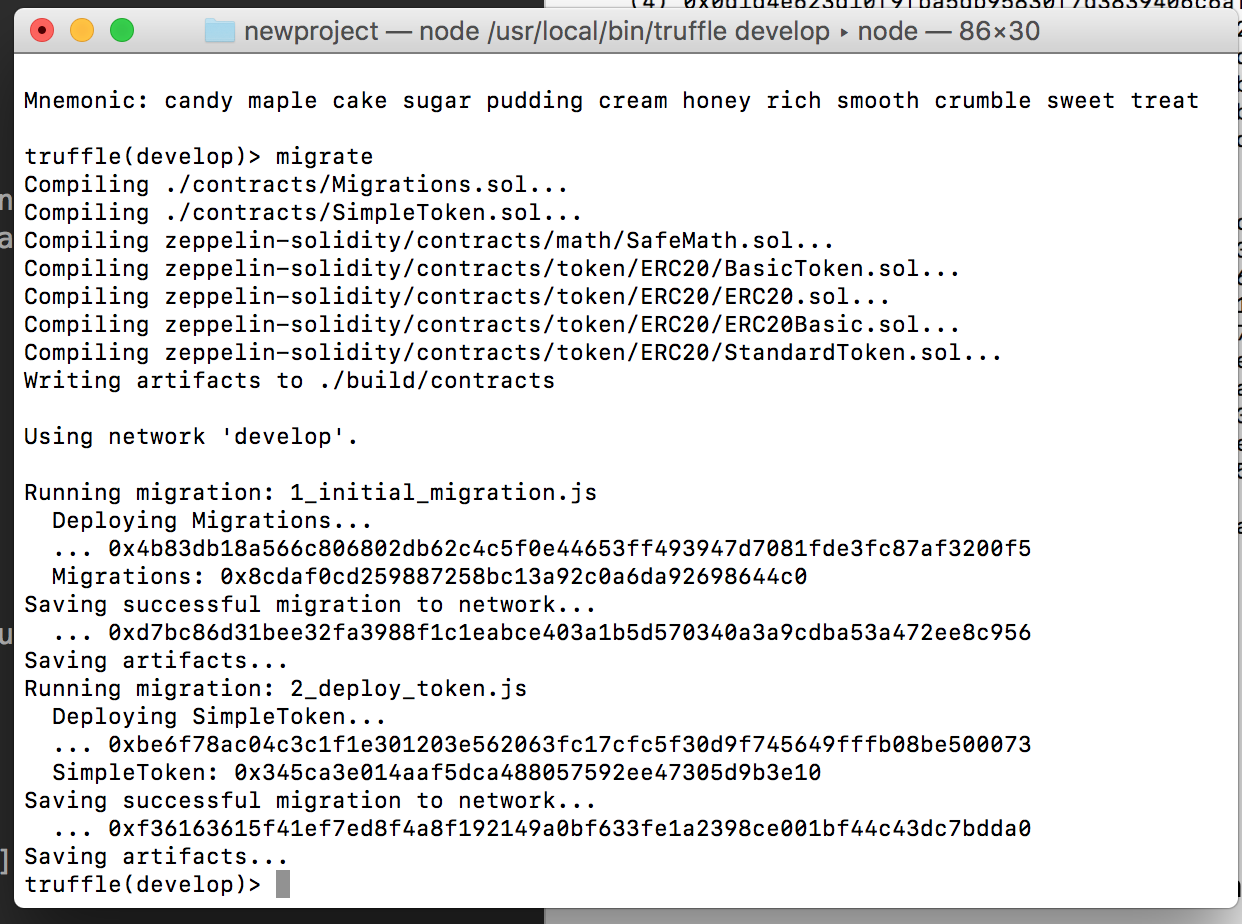 newproject — node /usr/local/bin/truffle develop ▸ node — 86×30
Mnemonic: candy maple cake sugar pudding cream honey rich smooth crumble sweet treat
truffle(develop)> migrate
Compiling ./contracts/Migrations.sol...
Compiling ./contracts/SimpleToken.sol...
Compiling zeppelin-solidity/contracts/math/SafeMath.sol...
Compiling zeppelin-solidity/contracts/token/ERC20/BasicToken.sol...
Compiling zeppelin-solidity/contracts/token/ERC20/ERC20.sol...
Compiling zeppelin-solidity/contracts/token/ERC20/ERC20Basic.sol...
Compiling zeppelin-solidity/contracts/token/ERC20/StandardToken.sol...
Writing artifacts to ./build/contracts
Using network 'develop'.
Running migration: 1_initial_migration.js
Deploying Migrations...
... 0x4b83db18a566c806802db62c4c5f0e44653ff493947d7081fde3fc87af3200f5
Migrations: 0x8cdaf0cd259887258bc13a92c0a6da92698644c0
Saving successful migration to network...
... 0xd7bc86d31bee32fa3988f1c1eabce403a1b5d570340a3a9cdba53a472ee8c956
Saving artifacts...
Running migration: 2_deploy_token.js
Deploying SimpleToken...
... 0xbe6f78ac04c3c1f1e301203e562063fc17cfc5f30d9f745649fffb08be500073
SimpleToken: 0x345ca3e014aaf5dca488057592ee47305d9b3e10
Saving successful migration to network...
... 0xf36163615f41ef7ed8f4a8f192149a0bf633fe1a2398ce001bf44c43dc7bdda0
Saving artifacts...
truffle(develop)>